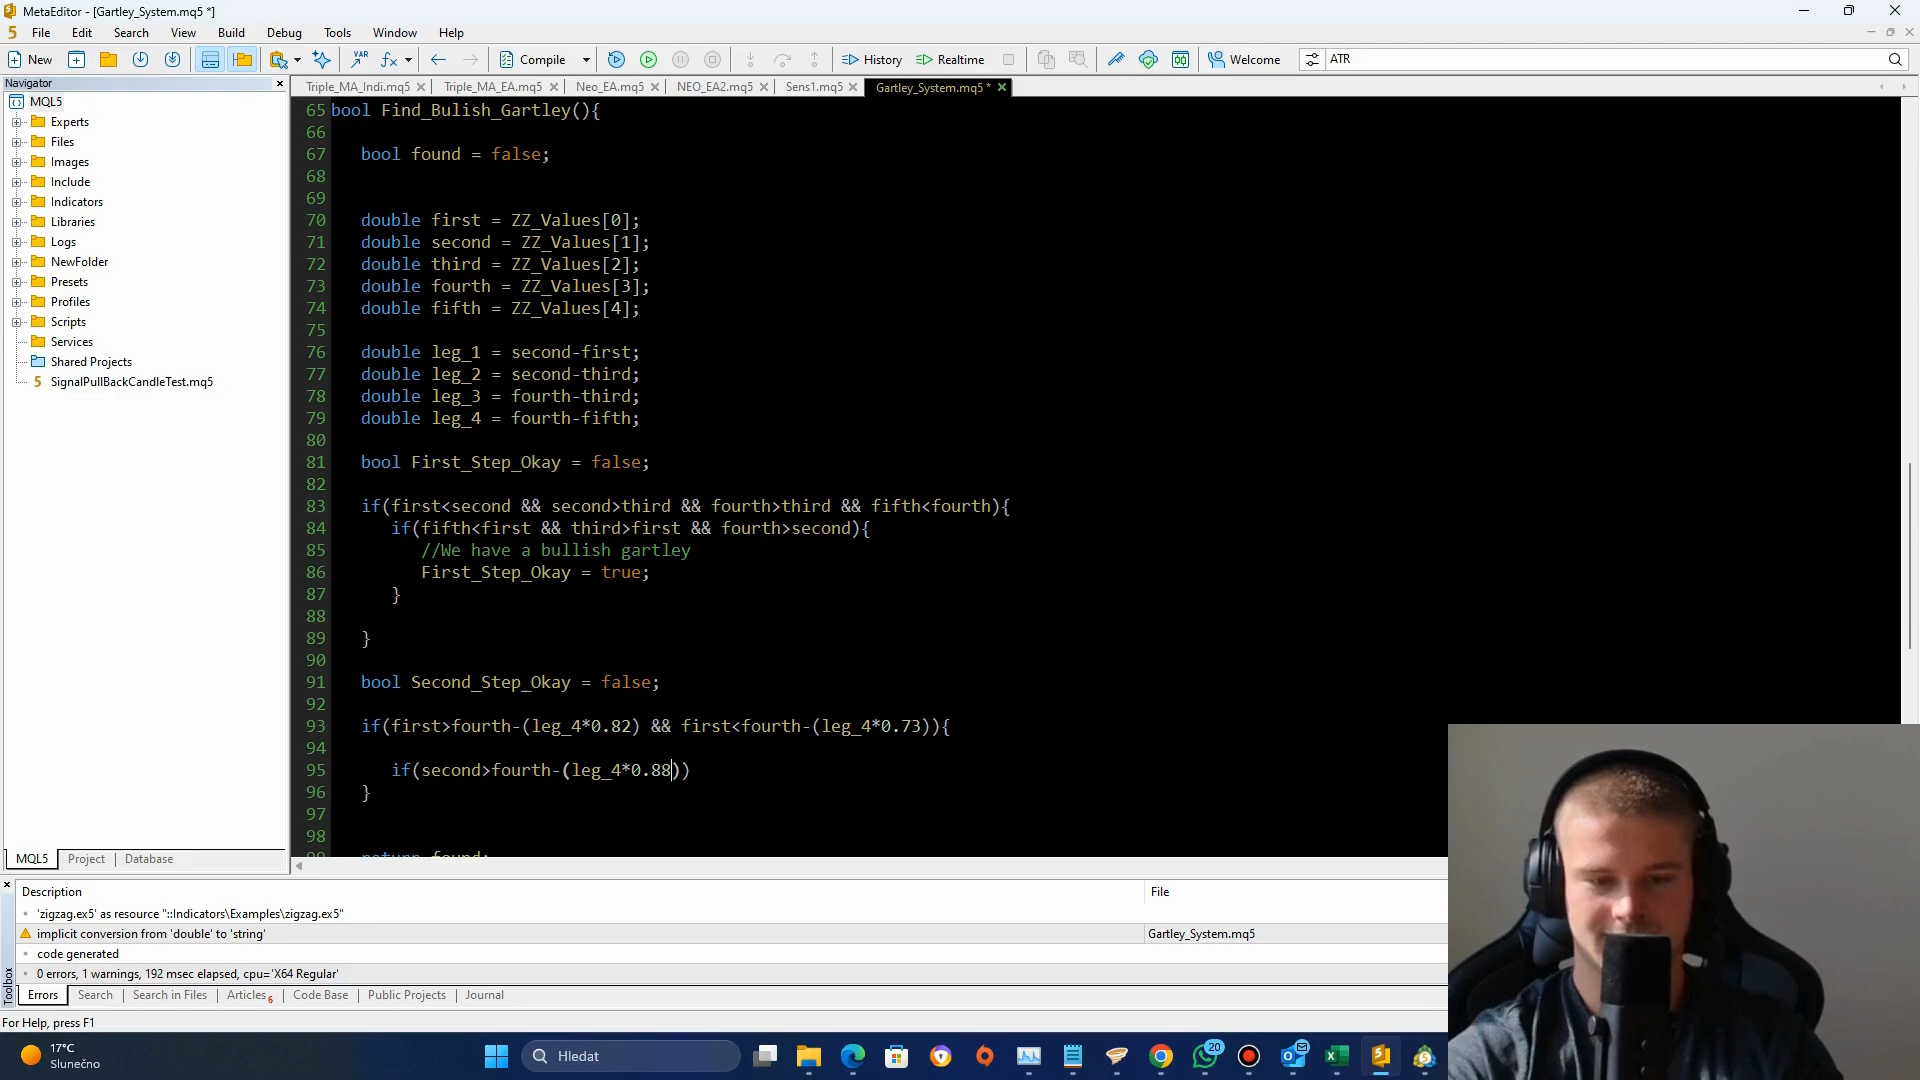 MetaEditor - [Gartley_System.mq5 *]
File Edit Search View Build Debug Tools Window Help
New Compile History Realtime Welcome ATR
Navigator
Triple_MA_Indi.mq5 Triple_MA_EA.mq5 Neo_EA.mq5 NEO_EA2.mq5 Sens1.mq5 Gartley_System.mq5 *
MQL5
Experts
Files
Images
Include
Indicators
Libraries
Logs
NewFolder
Presets
Profiles
Scripts
Services
Shared Projects
SignalPullBackCandleTest.mq5
MQL5 Project Database
65 bool Find_Bulish_Gartley(){
66
67 bool found = false;
68
69
70 double first = ZZ_Values[0];
71 double second = ZZ_Values[1];
72 double third = ZZ_Values[2];
73 double fourth = ZZ_Values[3];
74 double fifth = ZZ_Values[4];
75
76 double leg_1 = second-first;
77 double leg_2 = second-third;
78 double leg_3 = fourth-third;
79 double leg_4 = fourth-fifth;
80
81 bool First_Step_Okay = false;
82
83 if(first<second && second>third && fourth>third && fifth<fourth){
84 if(fifth<first && third>first && fourth>second){
85 //We have a bullish gartley
86 First_Step_Okay = true;
87 }
88
89 }
90
91 bool Second_Step_Okay = false;
92
93 if(first>fourth-(leg_4*0.82) && first<fourth-(leg_4*0.73)){
94
95 if(second>fourth-(leg_4*0.88))
96 }
97
98
99 return found;
Description File
'zigzag.ex5' as resource "::Indicators\Examples\zigzag.ex5"
implicit conversion from 'double' to 'string' Gartley_System.mq5
code generated
0 errors, 1 warnings, 192 msec elapsed, cpu='X64 Regular'
Toolbox
Errors Search Search in Files Articles 6 Code Base Public Projects Journal
For Help, press F1
17°C
Slunečno
Hledat
20